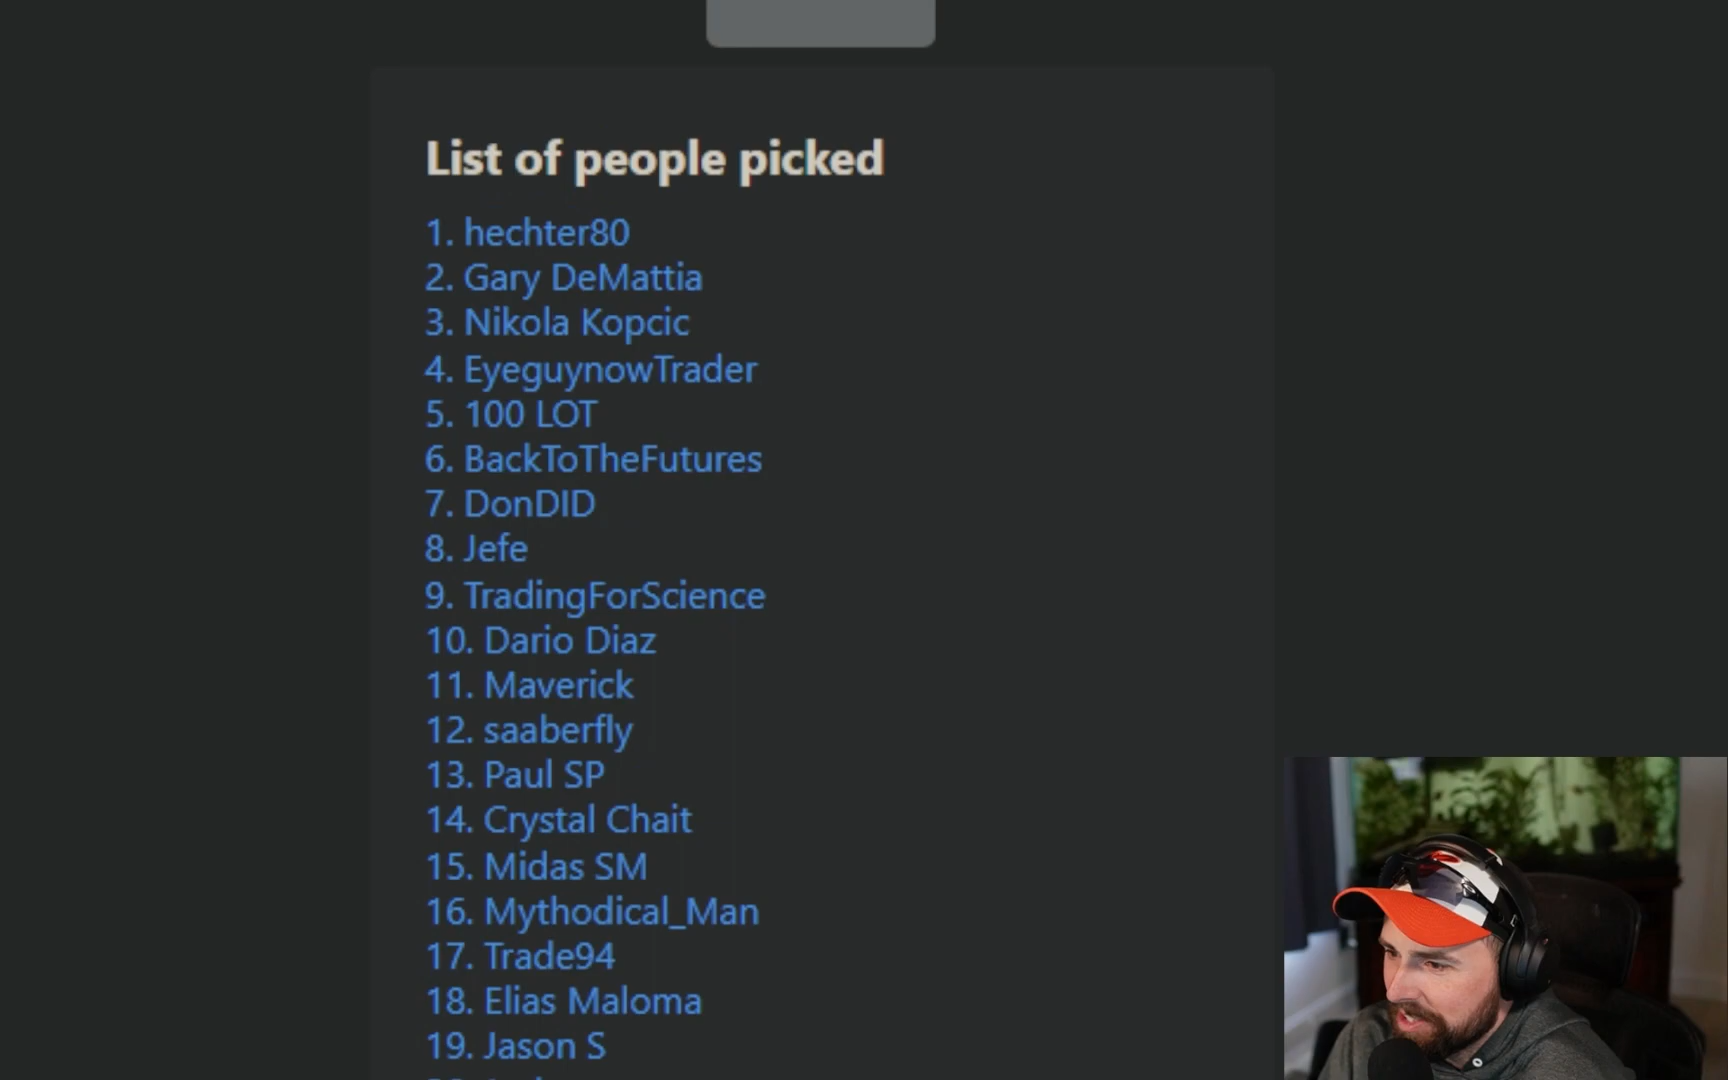 List of people picked
1. hechter80
2. Gary DeMattia
3. Nikola Kopcic
4. EyeguynowTrader
5. 100 LOT
6. BackToTheFutures
7. DonDID
8. Jefe
9. TradingForScience
10. Dario Diaz
11. Maverick
12. saaberfly
13. Paul SP
14. Crystal Chait
15. Midas SM
16. Mythodical_Man
17. Trade94
18. Elias Maloma
19. Jason S